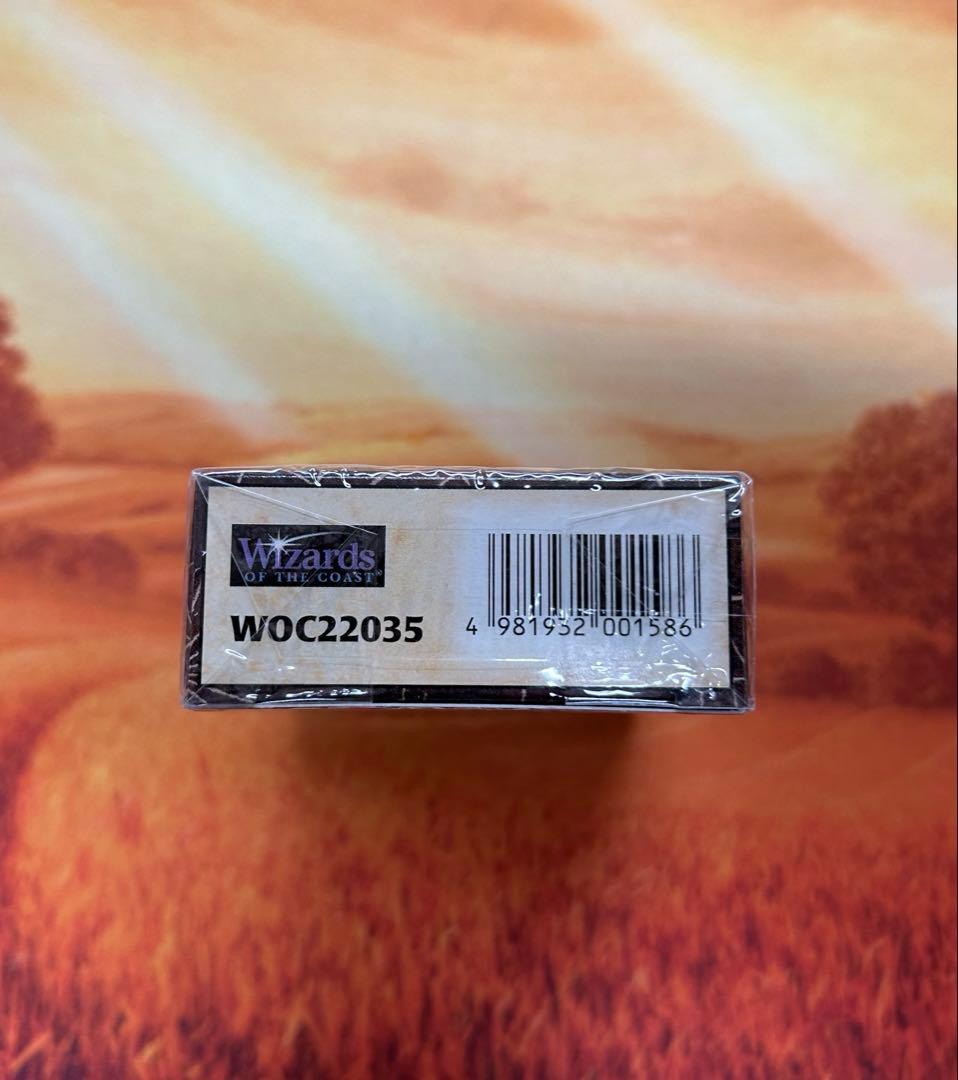 Wizards
OF THE COAST®
WOC22035
4 981932 001586